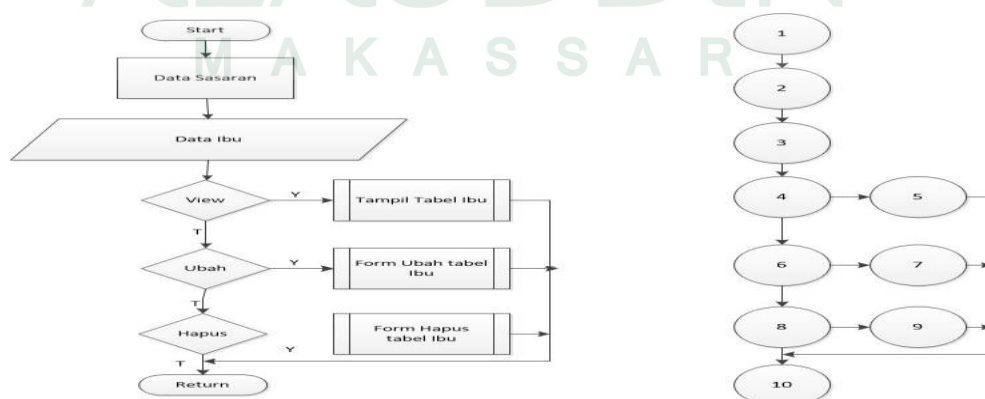 Start
MAKASSAR
Data Sasaran
Data Ibu
View
Y
Tampil Tabel Ibu
T
Ubah
Y
Form Ubah tabel
Ibu
T
Hapus
Form Hapus
tabel Ibu
Y
T
Return
1
2
3
4
5
6
7
8
9
10